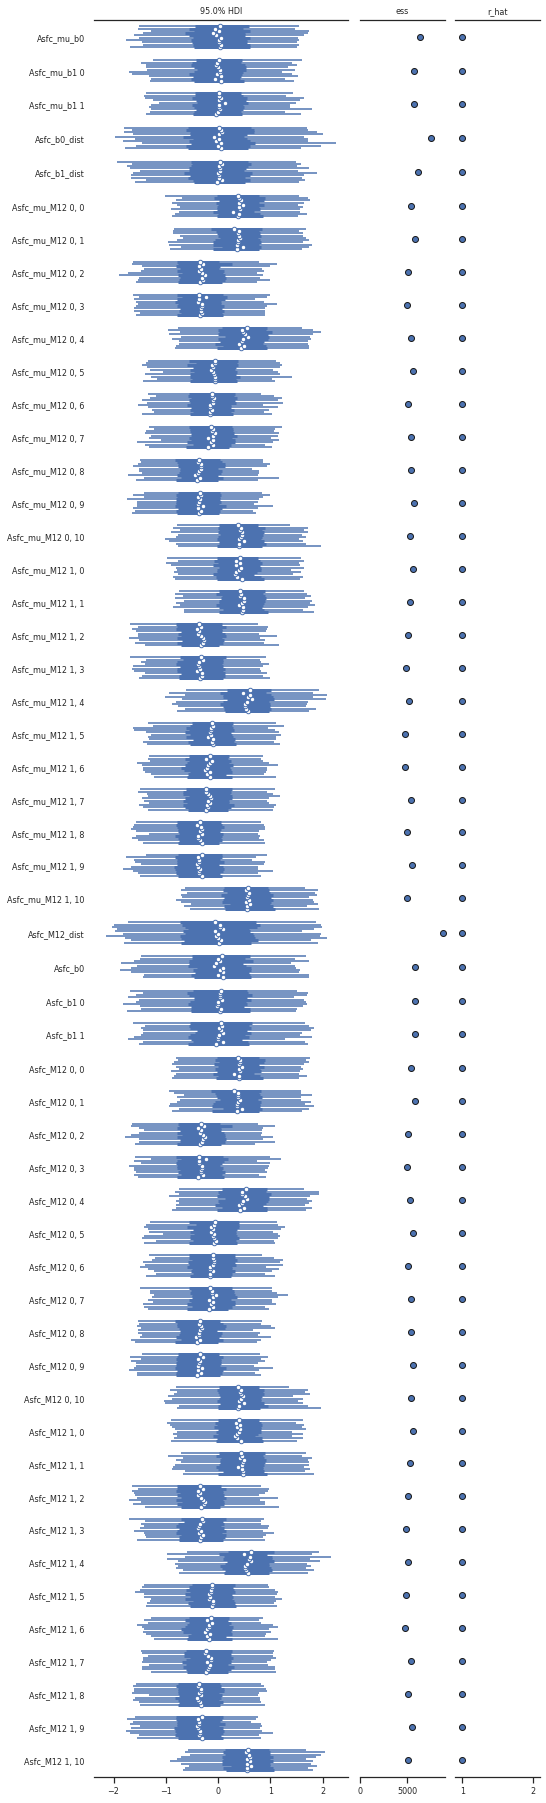 95.0% HDI ess r_hat
Asfc_mu_b0
Asfc_mu_b1 0
Asfc_mu_b1 1
Asfc_b0_dist
Asfc_b1_dist
Asfc_mu_M12 0, 0
Asfc_mu_M12 0, 1
Asfc_mu_M12 0, 2
Asfc_mu_M12 0, 3
Asfc_mu_M12 0, 4
Asfc_mu_M12 0, 5
Asfc_mu_M12 0, 6
Asfc_mu_M12 0, 7
Asfc_mu_M12 0, 8
Asfc_mu_M12 0, 9
Asfc_mu_M12 0, 10
Asfc_mu_M12 1, 0
Asfc_mu_M12 1, 1
Asfc_mu_M12 1, 2
Asfc_mu_M12 1, 3
Asfc_mu_M12 1, 4
Asfc_mu_M12 1, 5
Asfc_mu_M12 1, 6
Asfc_mu_M12 1, 7
Asfc_mu_M12 1, 8
Asfc_mu_M12 1, 9
Asfc_mu_M12 1, 10
Asfc_M12_dist
Asfc_b0
Asfc_b1 0
Asfc_b1 1
Asfc_M12 0, 0
Asfc_M12 0, 1
Asfc_M12 0, 2
Asfc_M12 0, 3
Asfc_M12 0, 4
Asfc_M12 0, 5
Asfc_M12 0, 6
Asfc_M12 0, 7
Asfc_M12 0, 8
Asfc_M12 0, 9
Asfc_M12 0, 10
Asfc_M12 1, 0
Asfc_M12 1, 1
Asfc_M12 1, 2
Asfc_M12 1, 3
Asfc_M12 1, 4
Asfc_M12 1, 5
Asfc_M12 1, 6
Asfc_M12 1, 7
Asfc_M12 1, 8
Asfc_M12 1, 9
Asfc_M12 1, 10
−2 −1 0 1 2 0 5000 1 2